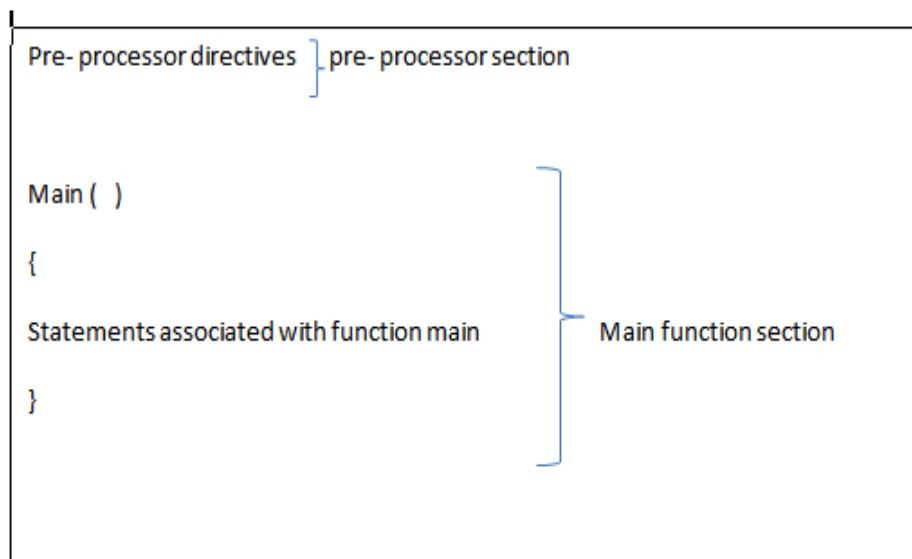 Pre- processor directives pre- processor section
Main (  )
{
Statements associated with function main Main function section
}